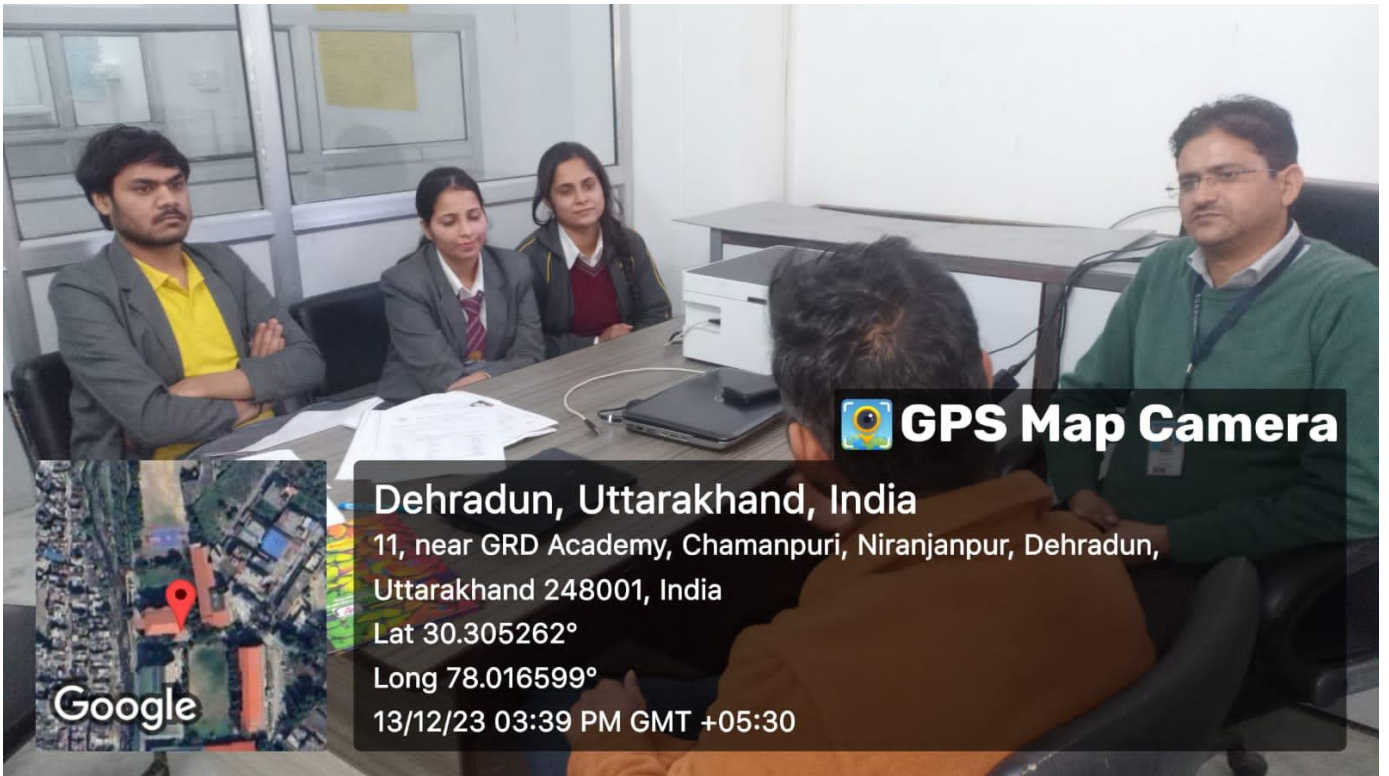 GPS Map Camera
Dehradun, Uttarakhand, India
11, near GRD Academy, Chamanpuri, Niranjanpur, Dehradun,
Uttarakhand 248001, India
Lat 30.305262°
Long 78.016599°
13/12/23 03:39 PM GMT +05:30
Google